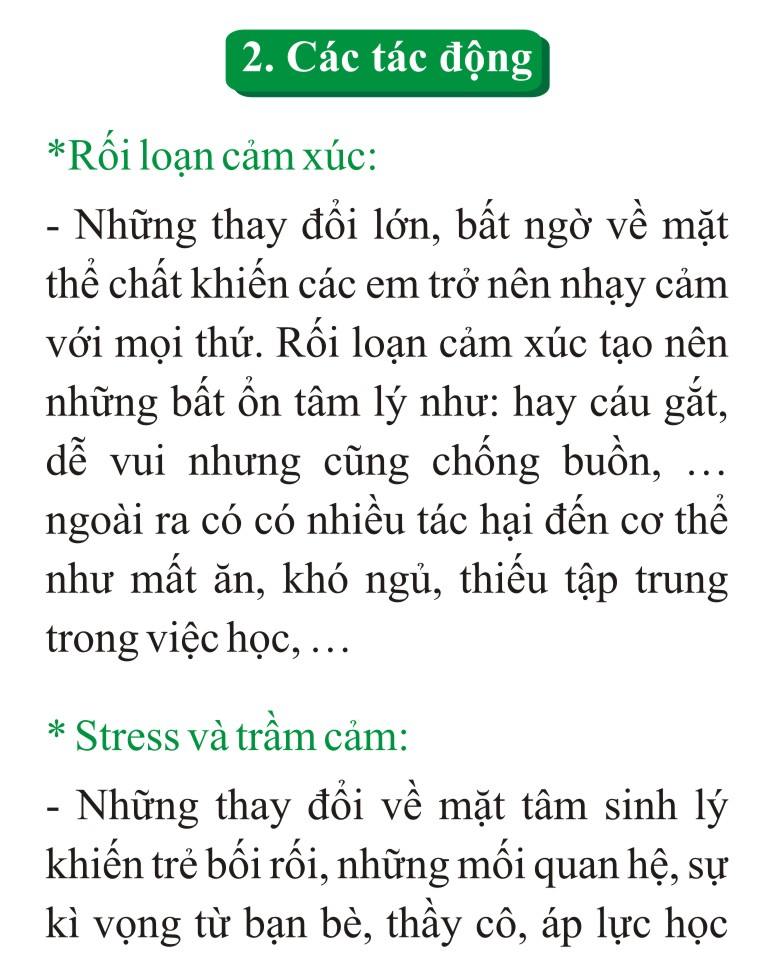 2. Các tác động
*Rối loạn cảm xúc:
- Những thay đổi lớn, bất ngờ về mặt
thể chất khiến các em trở nên nhạy cảm
với mọi thứ. Rối loạn cảm xúc tạo nên
những bất ổn tâm lý như: hay cáu gắt,
dễ vui nhưng cũng chống buồn, …
ngoài ra có có nhiều tác hại đến cơ thể
như mất ăn, khó ngủ, thiếu tập trung
trong việc học, …
* Stress và trầm cảm:
- Những thay đổi về mặt tâm sinh lý
khiến trẻ bối rối, những mối quan hệ, sự
kì vọng từ bạn bè, thầy cô, áp lực học